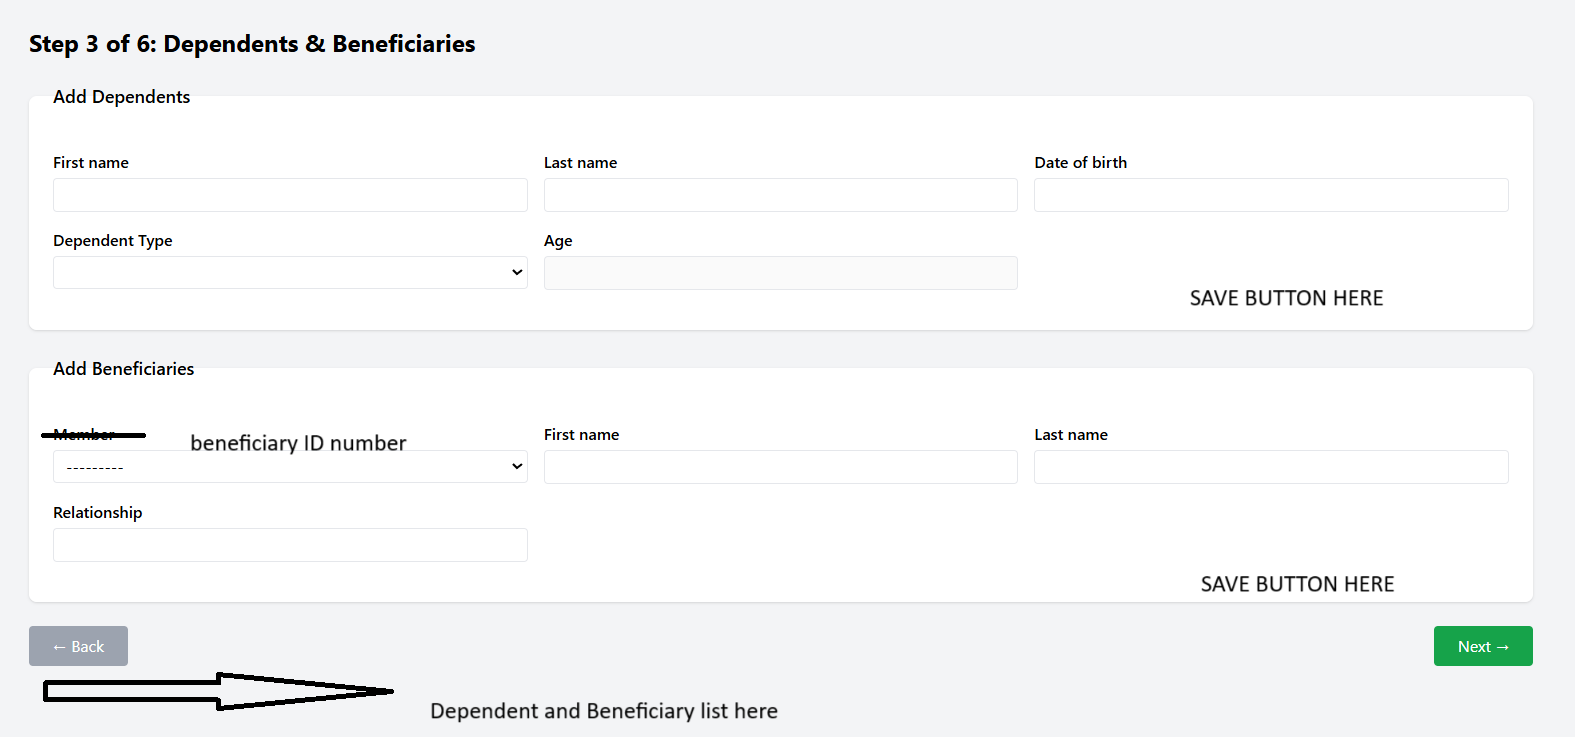 Step 3 of 6: Dependents & Beneficiaries
Add Dependents
First name
Last name
Date of birth
Dependent Type
Age
SAVE BUTTON HERE
Add Beneficiaries
Member
beneficiary ID number
First name
Last name
---------
Relationship
SAVE BUTTON HERE
← Back
Next →
Dependent and Beneficiary list here